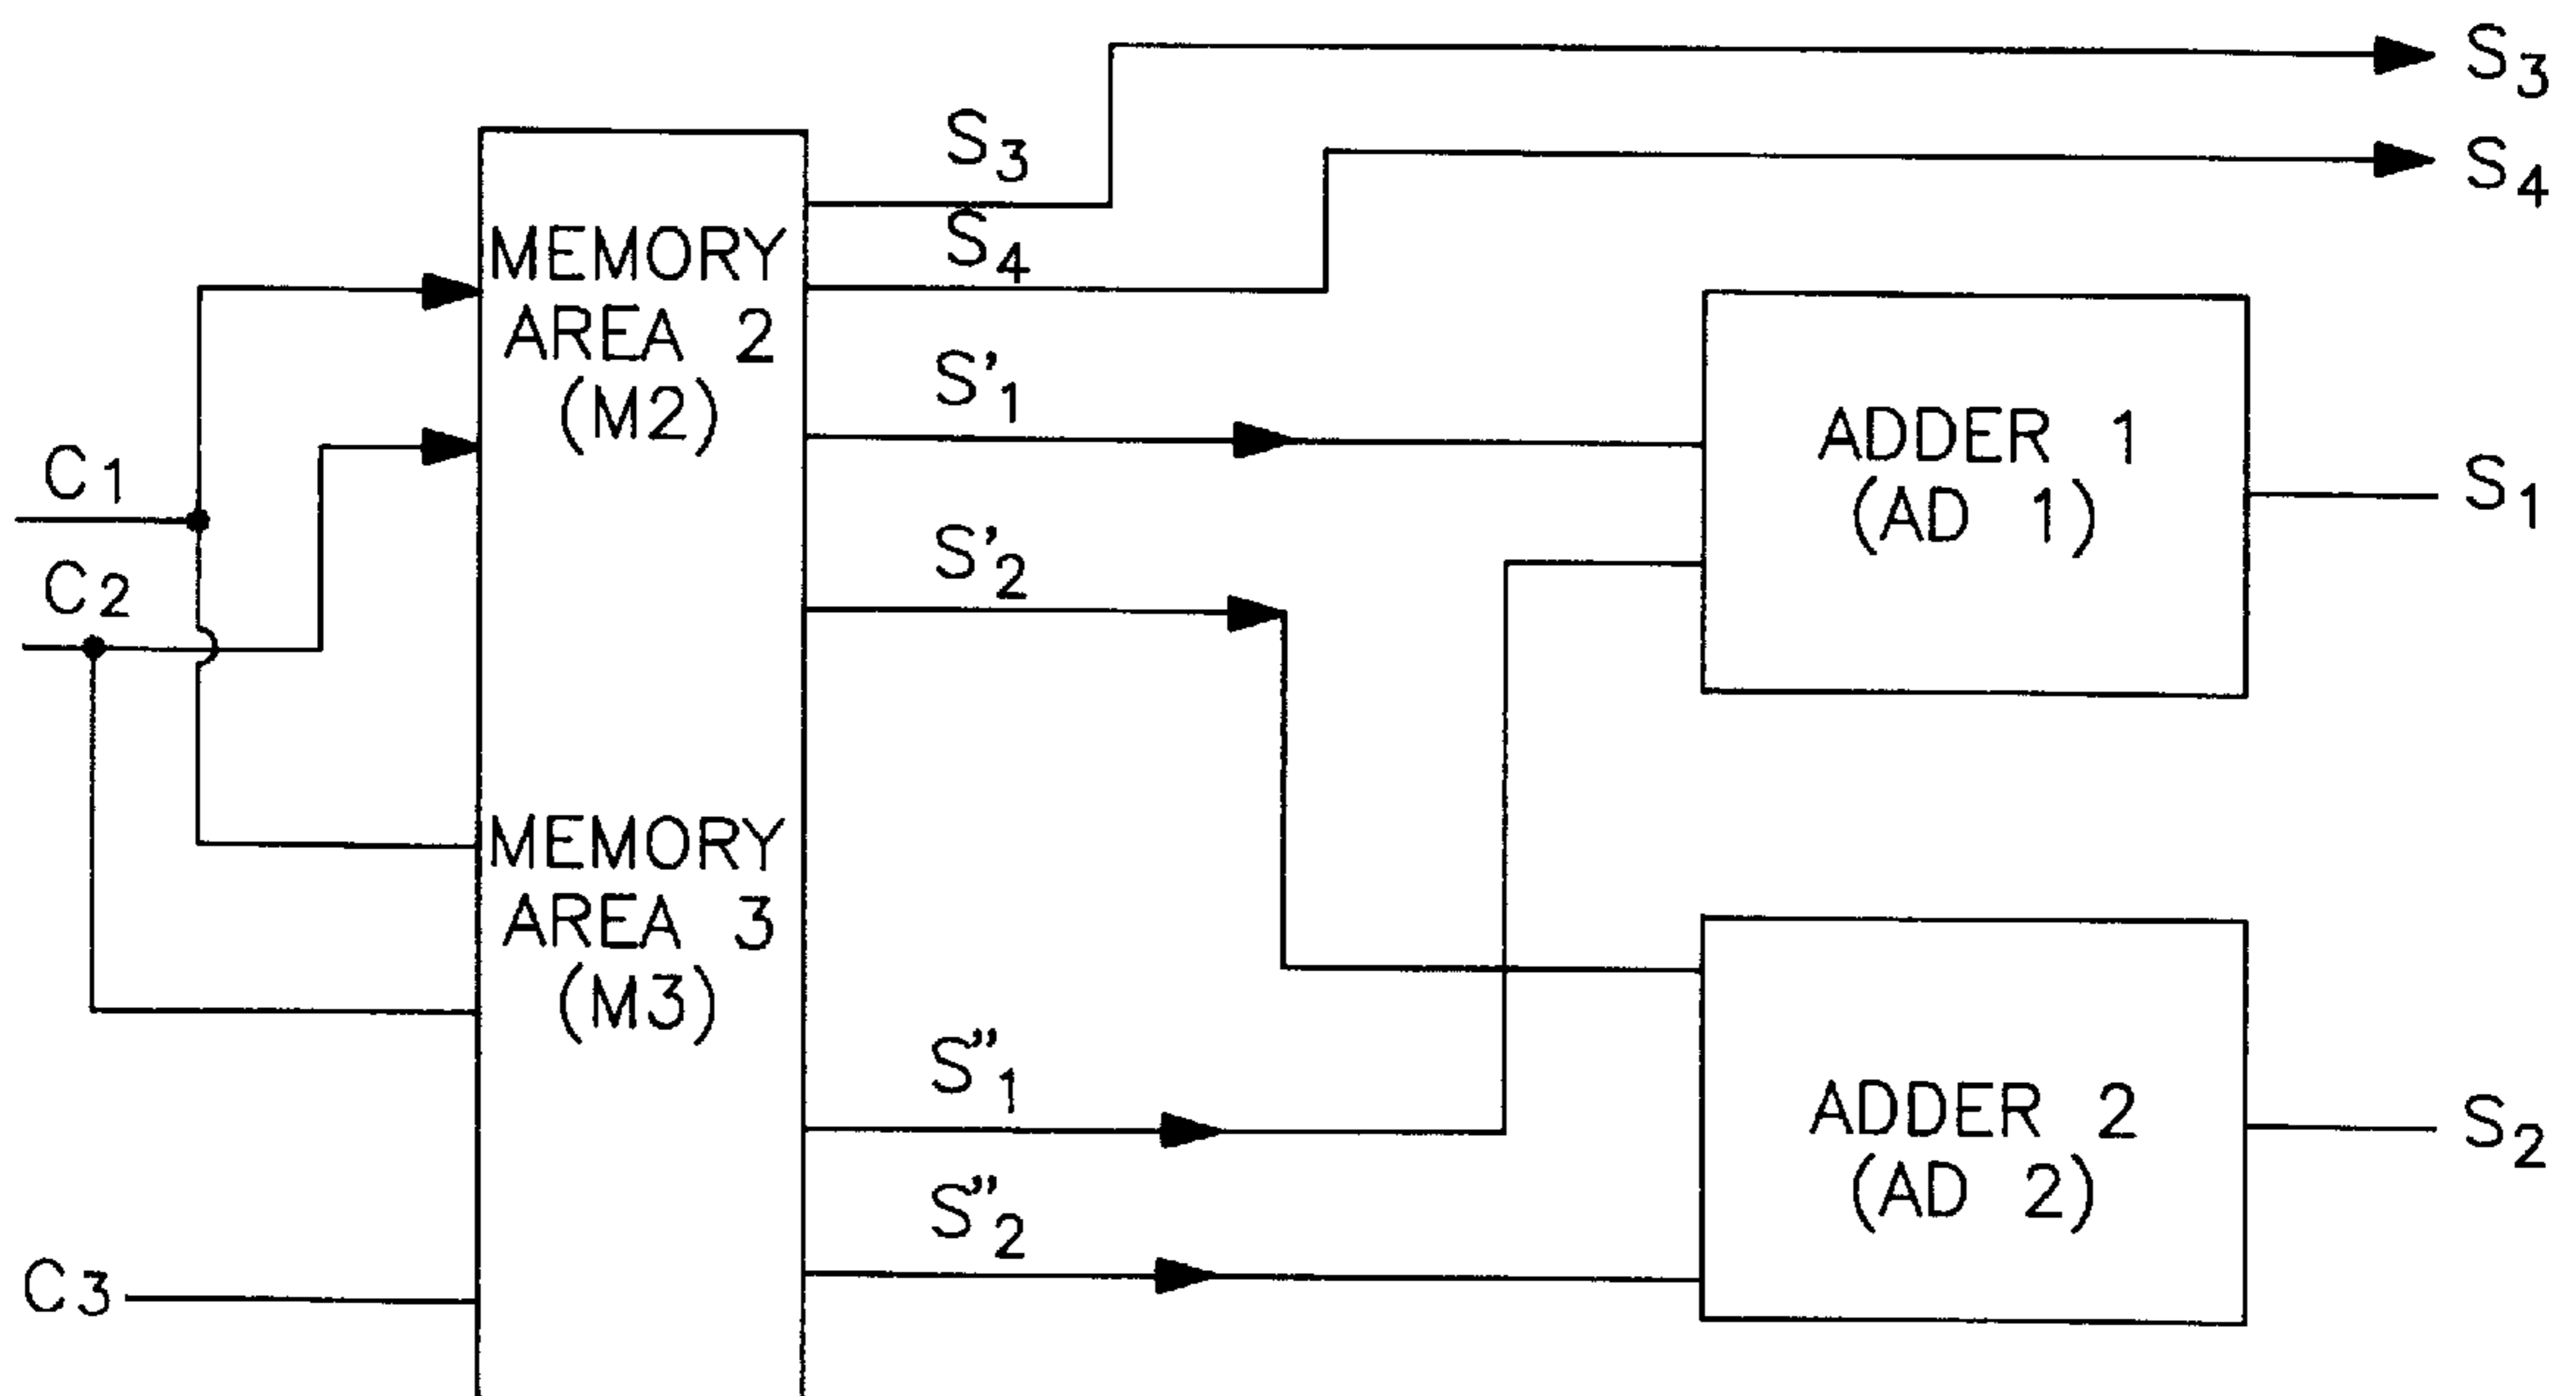 S3
S4
S3
S4
MEMORY
AREA 2
(M2)
S'1
S'2
C1
C2
ADDER 1
(AD 1)
S1
MEMORY
AREA 3
(M3)
S"1
S"2
C3
ADDER 2
(AD 2)
S2